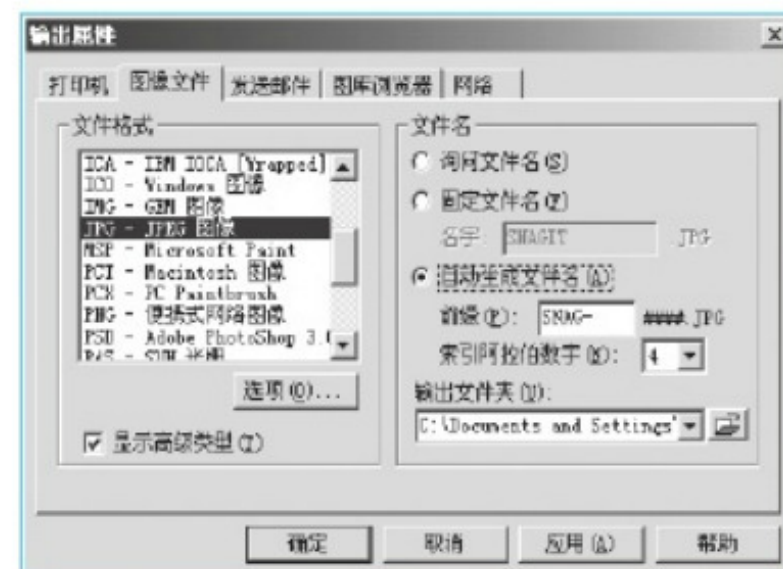 输出属性
打印机 图像文件 发送邮件 图库浏览器 网络
文件格式
ICA - IBM IOCA [Wrapped]
ICO - Windows 图像
IMG - GEM 图像
JPG - JPEG 图像
MSP - Microsoft Paint
PCT - Macintosh 图像
PCX - PC Paintbrush
PNG - 便携式网络图像
PSD - Adobe PhotoShop 3.0
RAS - SUN
选项(O)...
显示高级类型(T)
文件名
询问文件名(S)
固定文件名(F)
名字: SNAGIT .JPG
自动生成文件名(A)
前缀(P): SNAG- ####.JPG
索引阿拉伯数字(N): 4
输出文件夹(U):
C:\Documents and Settings\
确定 取消 应用(A) 帮助